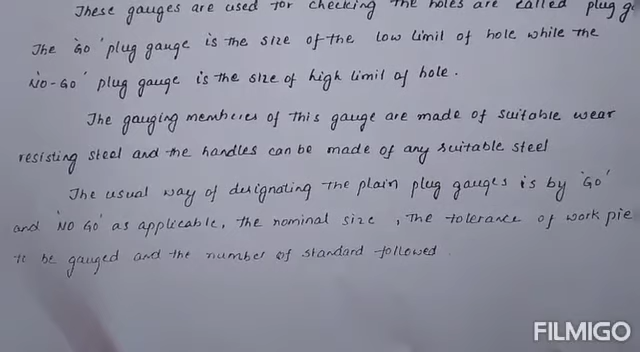 These gauges are used for checking the holes are called plug g
The 'Go' plug gauge is the size of the low limit of hole while the
'NO-Go' plug gauge is the size of high limit of hole.
The gauging members of this gauge are made of suitable wear
resisting steel and the handles can be made of any suitable steel
The usual way of designating the plain plug gauges is by 'Go'
and 'NO Go' as applicable, the nominal size, the tolerance of work pie
to be gauged and the number of standard followed.
FILMIGO